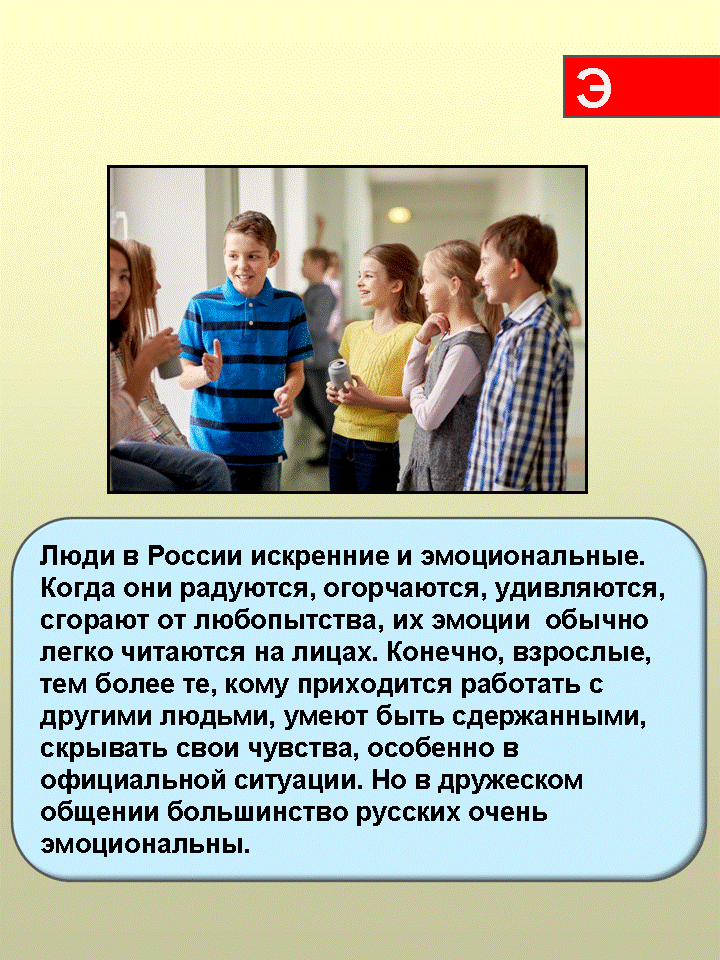 Э
Люди в России искренние и эмоциональные.
Когда они радуются, огорчаются, удивляются,
сгорают от любопытства, их эмоции  обычно
легко читаются на лицах. Конечно, взрослые,
тем более те, кому приходится работать с
другими людьми, умеют быть сдержанными,
скрывать свои чувства, особенно в
официальной ситуации. Но в дружеском
общении большинство русских очень
эмоциональны.